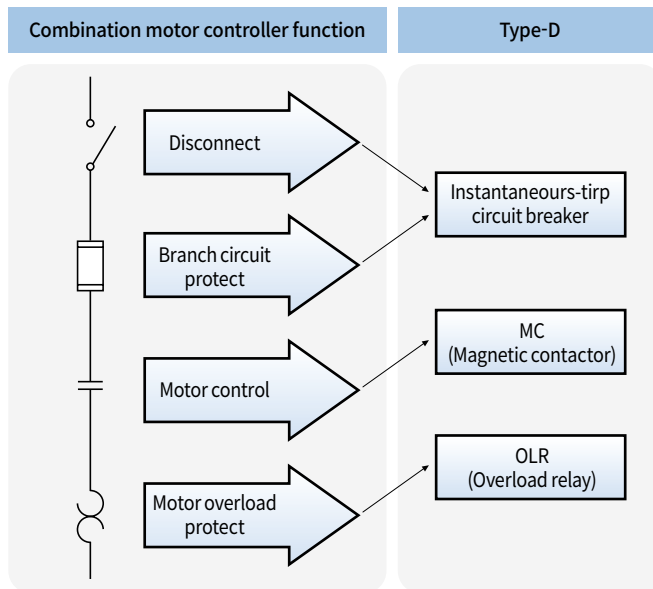 Combination motor controller function
Type-D
Disconnect
Instantaneours-tirp
circuit breaker
Branch circuit
protect
MC
(Magnetic contactor)
Motor control
OLR
(Overload relay)
Motor overload
protect